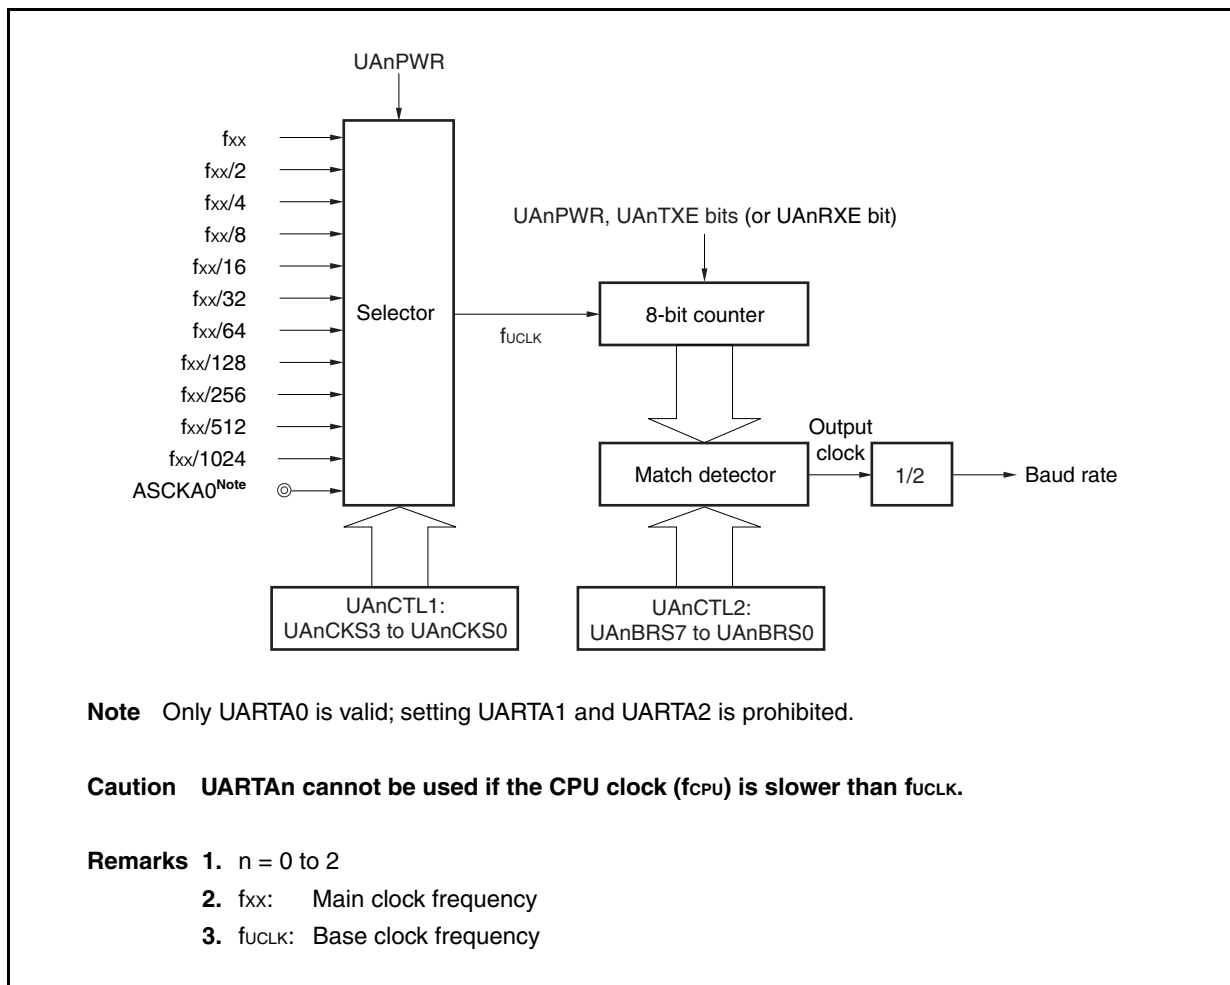 UAnPWR
fxx
fxx/2
fxx/4
fxx/8
fxx/16
fxx/32
fxx/64
fxx/128
fxx/256
fxx/512
fxx/1024
ASCKA0Note
Selector
fUCLK
UAnPWR, UAnTXE bits (or UAnRXE bit)
8-bit counter
Match detector
Output
clock
1/2
Baud rate
UAnCTL1:
UAnCKS3 to UAnCKS0
UAnCTL2:
UAnBRS7 to UAnBRS0
Note Only UARTA0 is valid; setting UARTA1 and UARTA2 is prohibited.
Caution UARTAn cannot be used if the CPU clock (fCPU) is slower than fUCLK.
Remarks 1. n = 0 to 2
2. fxx: Main clock frequency
3. fUCLK: Base clock frequency